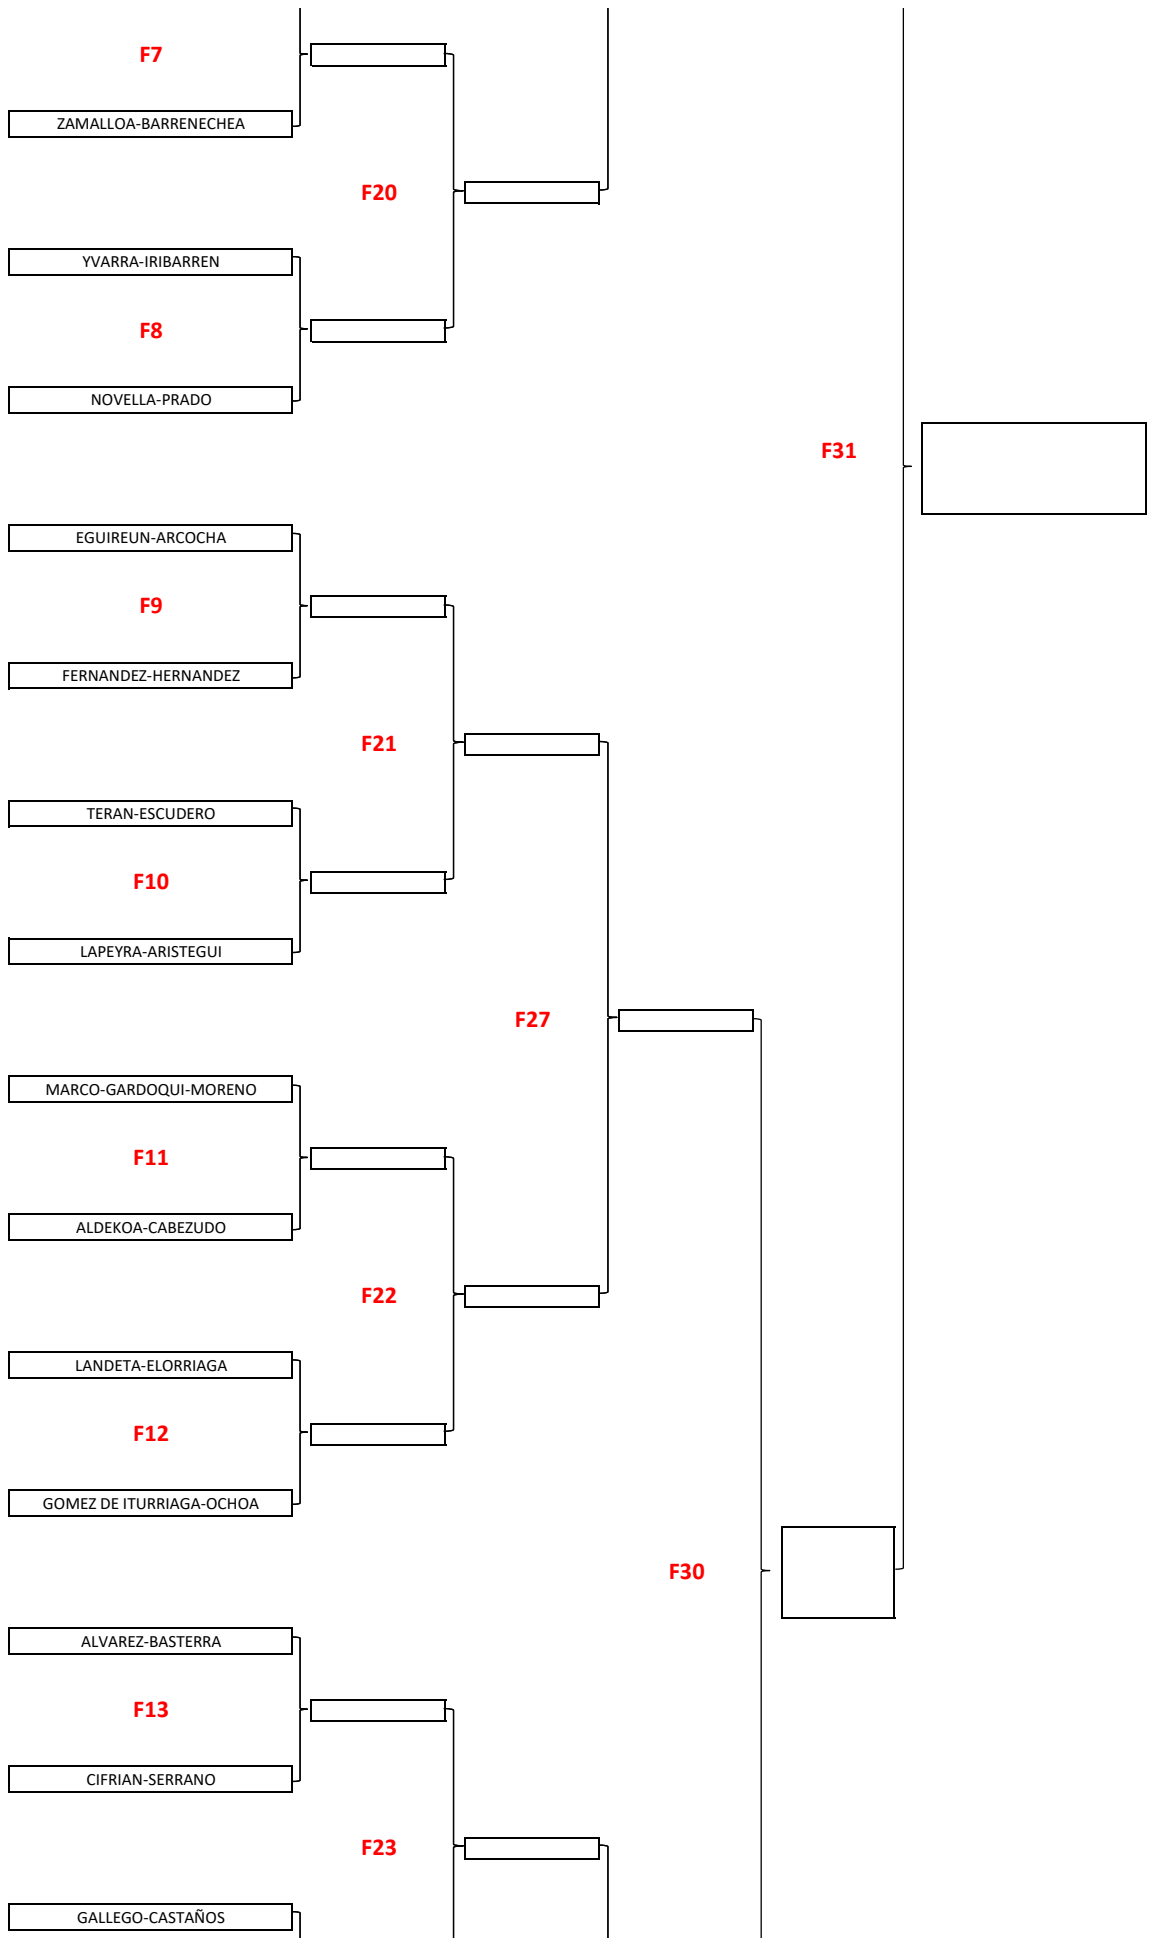 F7
ZAMALLOA-BARRENECHEA
F20
YVARRA-IRIBARREN
F8
NOVELLA-PRADO
F31
EGUIREUN-ARCOCHA
F9
FERNANDEZ-HERNANDEZ
F21
TERAN-ESCUDERO
F10
LAPEYRA-ARISTEGUI
F27
MARCO-GARDOQUI-MORENO
F11
ALDEKOA-CABEZUDO
F22
LANDETA-ELORRIAGA
F12
GOMEZ DE ITURRIAGA-OCHOA
F30
ALVAREZ-BASTERRA
F13
CIFRIAN-SERRANO
F23
GALLEGO-CASTAÑOS